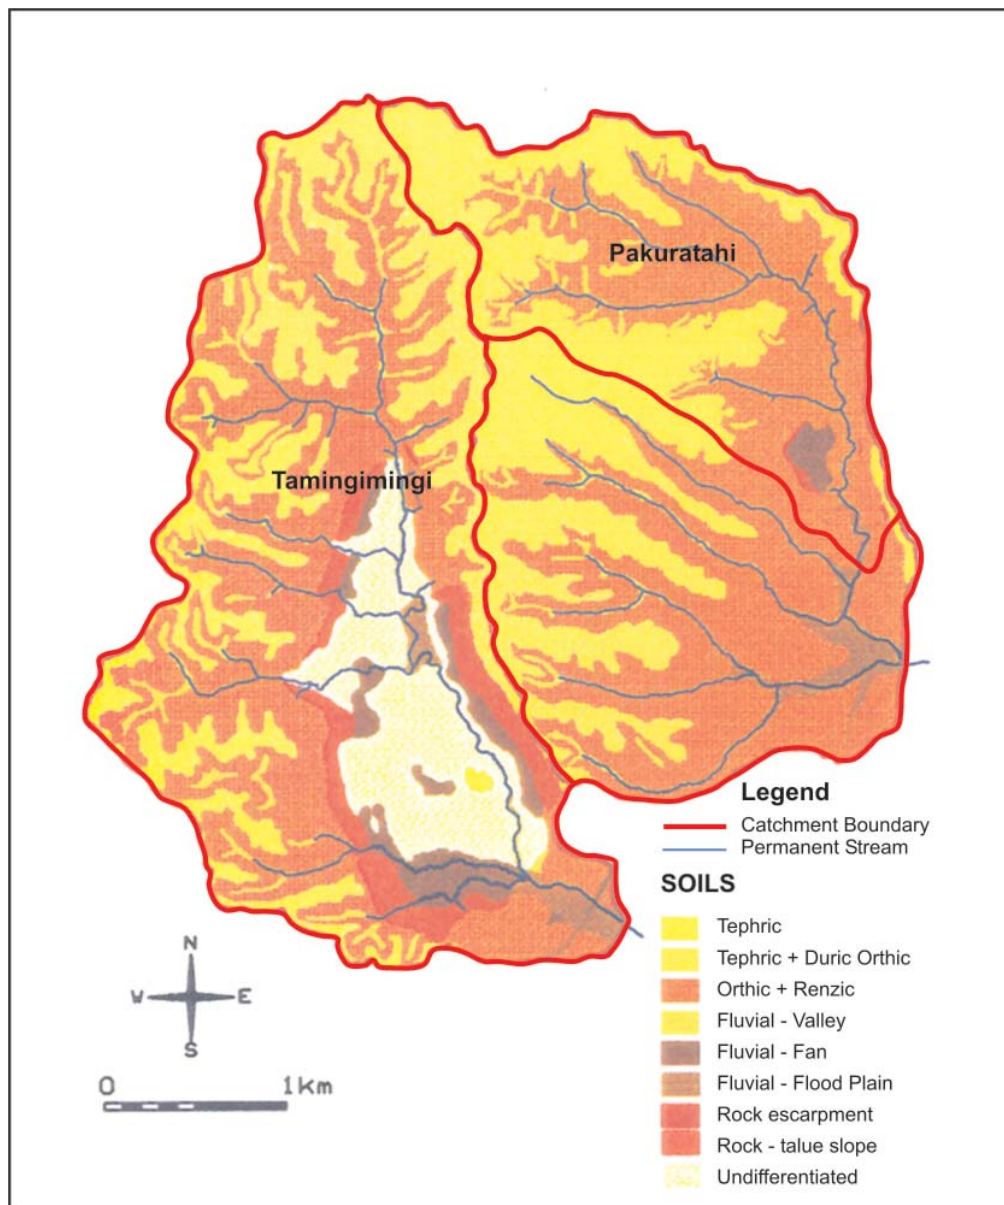 Pakuratahi
Tamingimingi
Legend
Catchment Boundary
Permanent Stream
SOILS
Tephric
Tephric + Duric Orthic
Orthic + Renzic
Fluvial - Valley
Fluvial - Fan
Fluvial - Flood Plain
Rock escarpment
Rock - talue slope
Undifferentiated
N
W E
S
0 1Km